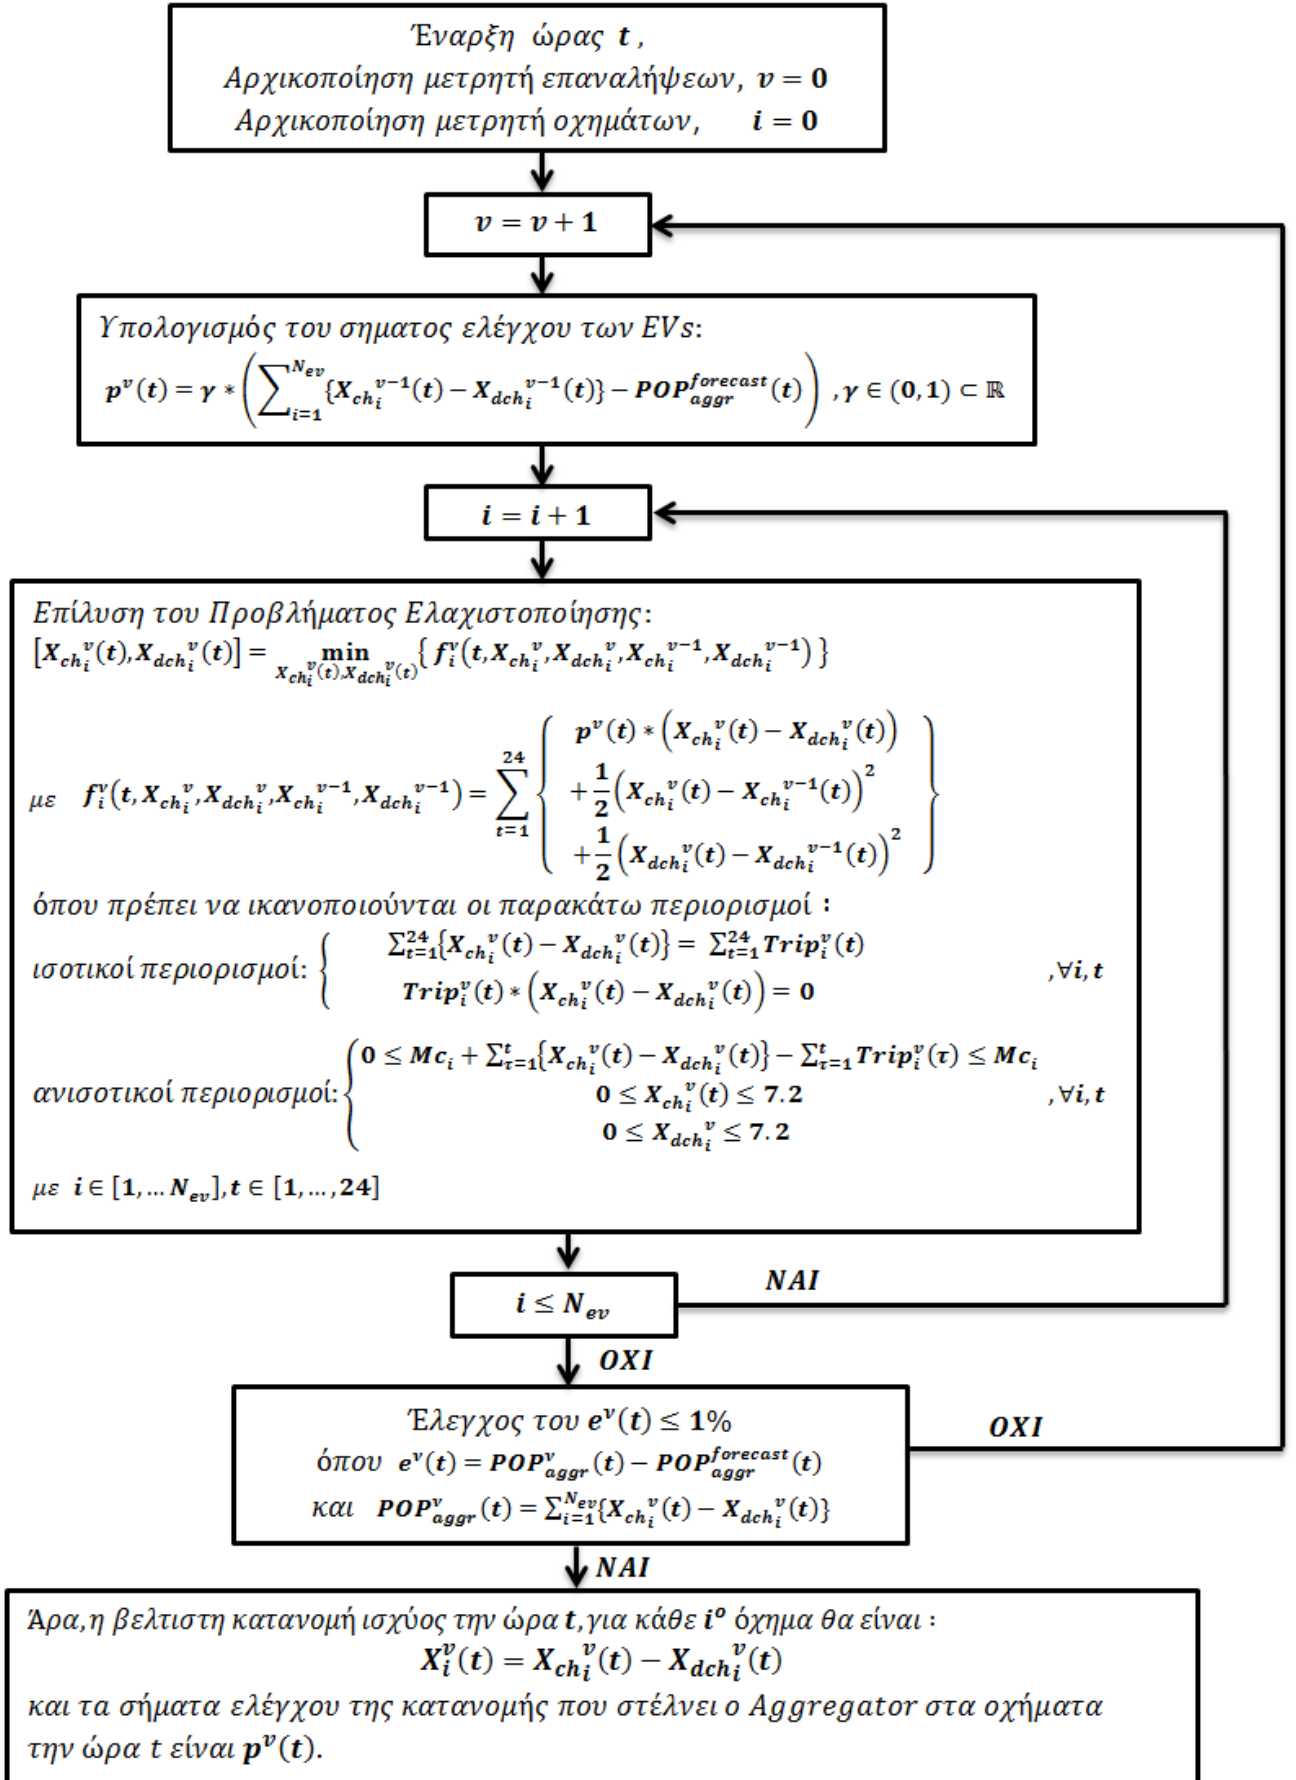 Έναρξη ώρας t ,
Αρχικοποίηση μετρητή επαναλήψεων, v = 0
Αρχικοποίηση μετρητή οχημάτων, i = 0
v = v + 1
Υπολογισμός του σηματος ελέγχου των EVs:
p^v(t) = γ * (∑_{i=1}^{N_ev} {X_{ch_i}^{v-1}(t) − X_{dch_i}^{v-1}(t)} − POP_{aggr}^{forecast}(t)) , γ ∈ (0, 1) ⊂ ℝ
i = i + 1
Επίλυση του Προβλήματος Ελαχιστοποίησης:
[X_{ch_i}^v(t), X_{dch_i}^v(t)] = min_{X_{ch_i}^v(t), X_{dch_i}^v(t)} { f_i^v(t, X_{ch_i}^v, X_{dch_i}^v, X_{ch_i}^{v-1}, X_{dch_i}^{v-1}) }
με f_i^v(t, X_{ch_i}^v, X_{dch_i}^v, X_{ch_i}^{v-1}, X_{dch_i}^{v-1}) = ∑_{t=1}^{24} { p^v(t) * (X_{ch_i}^v(t) − X_{dch_i}^v(t))
+ 1/2 (X_{ch_i}^v(t) − X_{ch_i}^{v-1}(t))^2
+ 1/2 (X_{dch_i}^v(t) − X_{dch_i}^{v-1}(t))^2 }
όπου πρέπει να ικανοποιούνται οι παρακάτω περιορισμοί :
ισοτικοί περιορισμοί: { ∑_{t=1}^{24} {X_{ch_i}^v(t) − X_{dch_i}^v(t)} = ∑_{t=1}^{24} Trip_i^v(t)
Trip_i^v(t) * (X_{ch_i}^v(t) − X_{dch_i}^v(t)) = 0 , ∀i, t
ανισοτικοί περιορισμοί: { 0 ≤ Mc_i + ∑_{τ=1}^{t} {X_{ch_i}^v(t) − X_{dch_i}^v(t)} − ∑_{τ=1}^{t} Trip_i^v(τ) ≤ Mc_i
0 ≤ X_{ch_i}^v(t) ≤ 7.2 , ∀i, t
0 ≤ X_{dch_i}^v ≤ 7.2
με i ∈ [1, … N_ev], t ∈ [1, …, 24]
i ≤ N_ev
ΝΑΙ
ΟΧΙ
Έλεγχος του e^v(t) ≤ 1%
όπου e^v(t) = POP_{aggr}^v(t) − POP_{aggr}^{forecast}(t)
και POP_{aggr}^v(t) = ∑_{i=1}^{N_ev} {X_{ch_i}^v(t) − X_{dch_i}^v(t)}
ΟΧΙ
ΝΑΙ
Άρα, η βελτιστη κατανομή ισχύος την ώρα t, για κάθε i^ο όχημα θα είναι :
X_i^v(t) = X_{ch_i}^v(t) − X_{dch_i}^v(t)
και τα σήματα ελέγχου της κατανομής που στέλνει ο Aggregator στα οχήματα
την ώρα t είναι p^v(t).